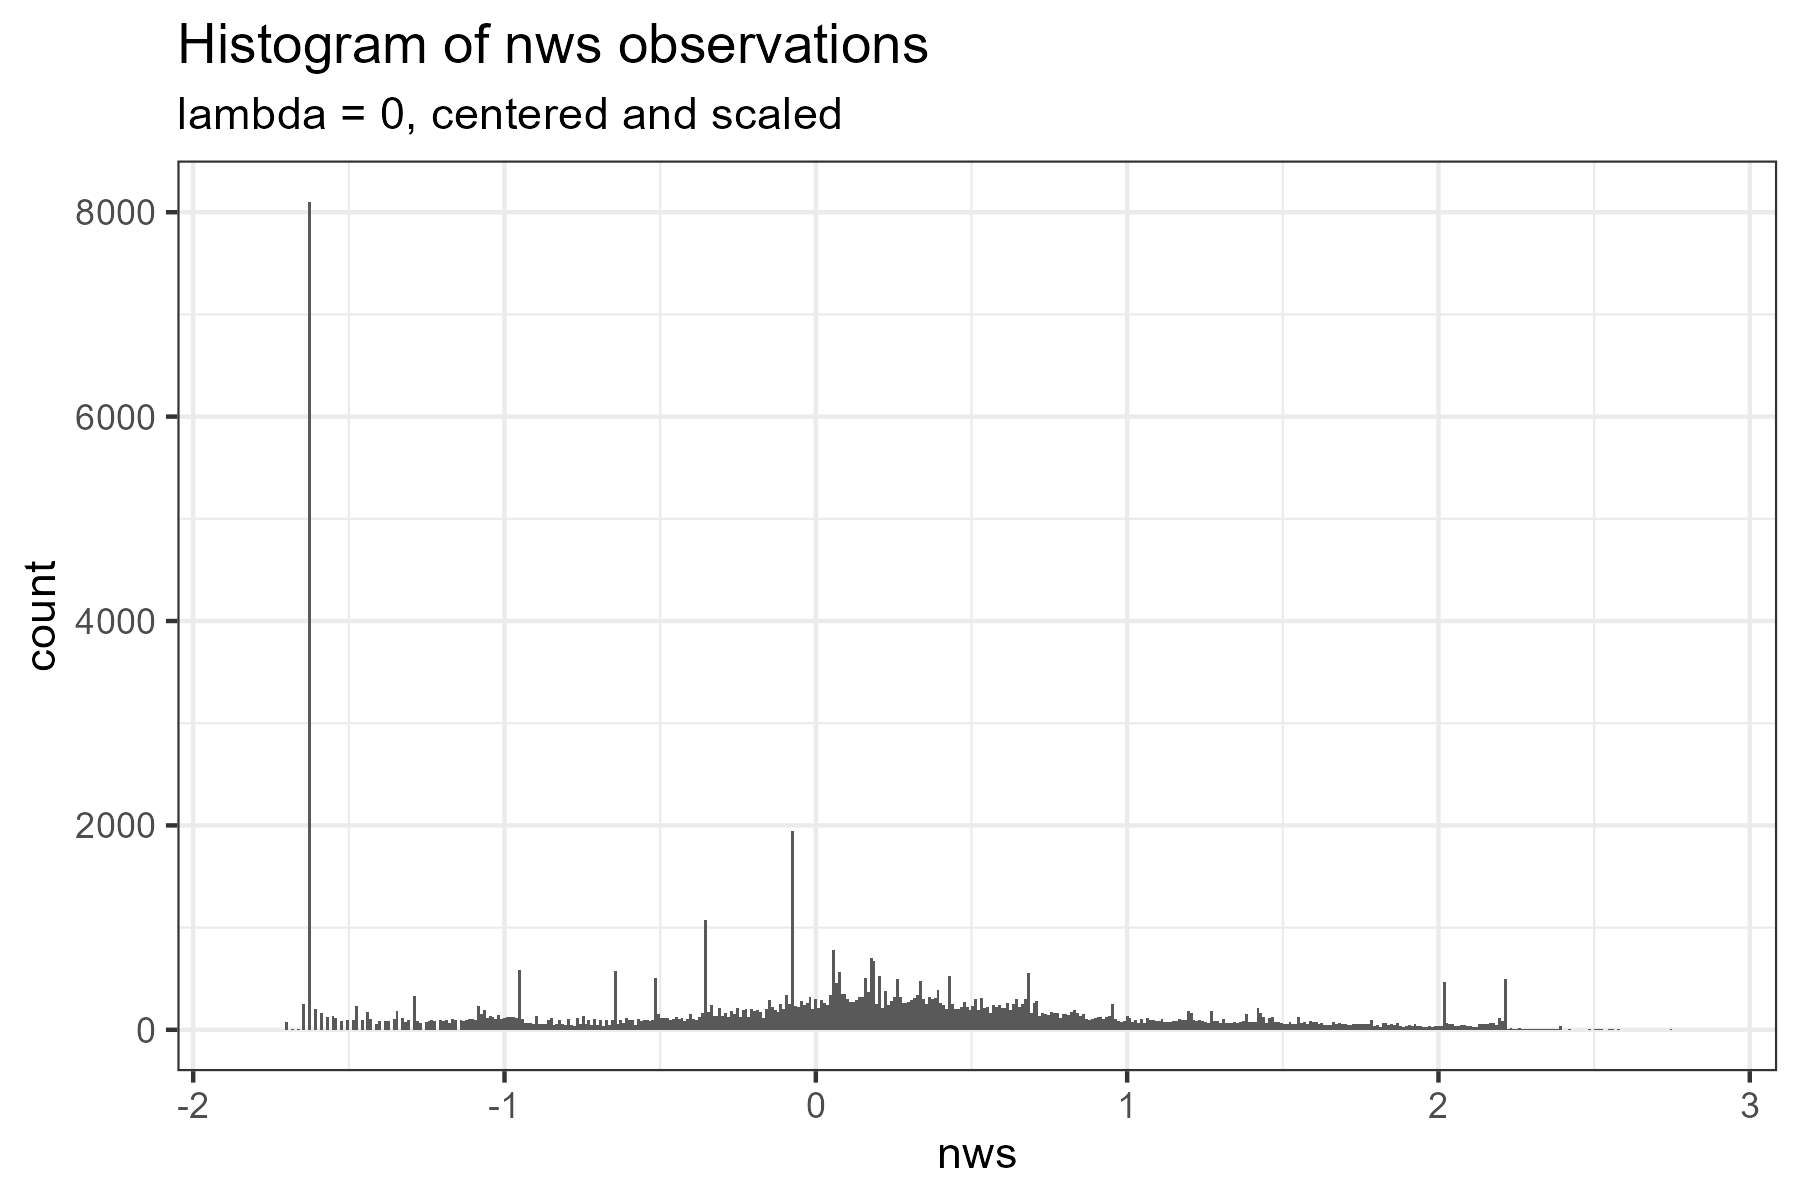 Histogram of nws observations
lambda = 0, centered and scaled
8000
6000
4000
2000
0
count
-2 -1 0 1 2 3
nws